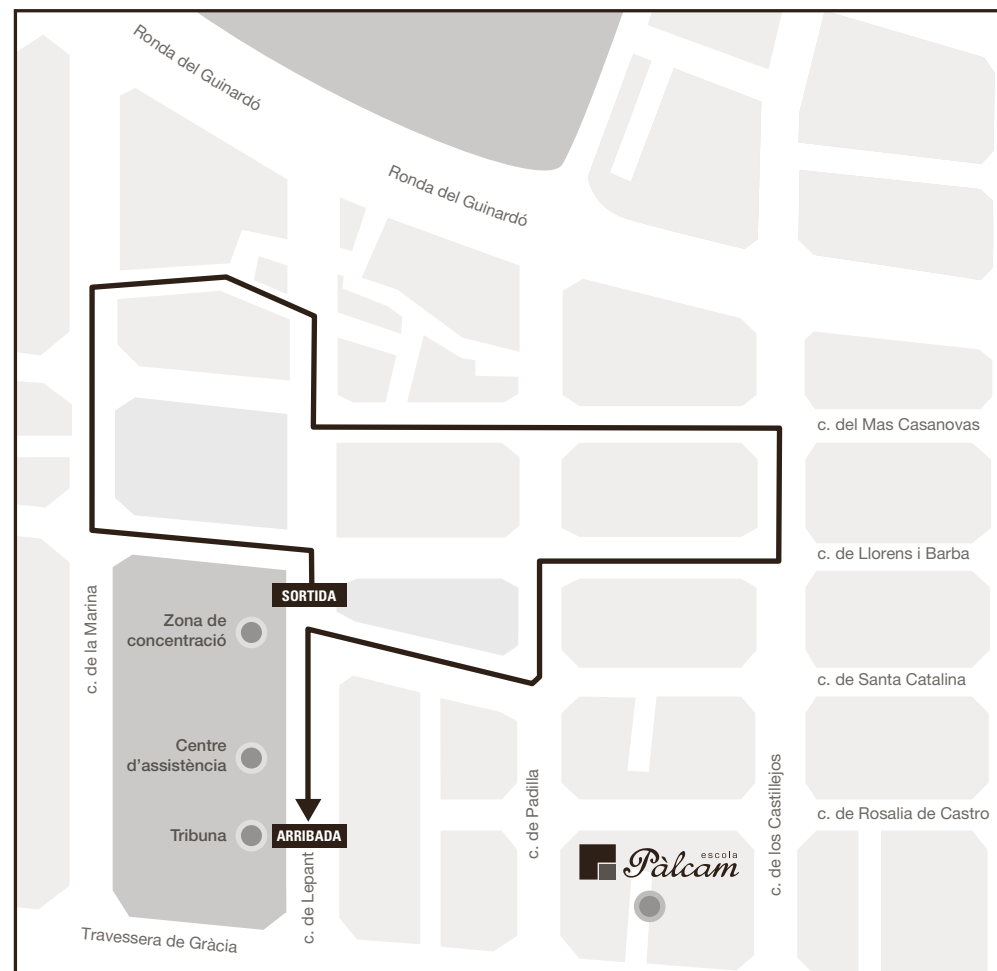 Ronda del Guinardó
Ronda del Guinardó
c. del Mas Casanovas
c. de Llorens i Barba
SORTIDA
c. de la Marina
Zona de
concentració
c. de Santa Catalina
Centre
d'assistència
c. de Padilla
c. de los Castillejos
c. de Rosalia de Castro
Tribuna
ARRIBADA
c. de Lepant
escola
Pàlcam
Travessera de Gràcia